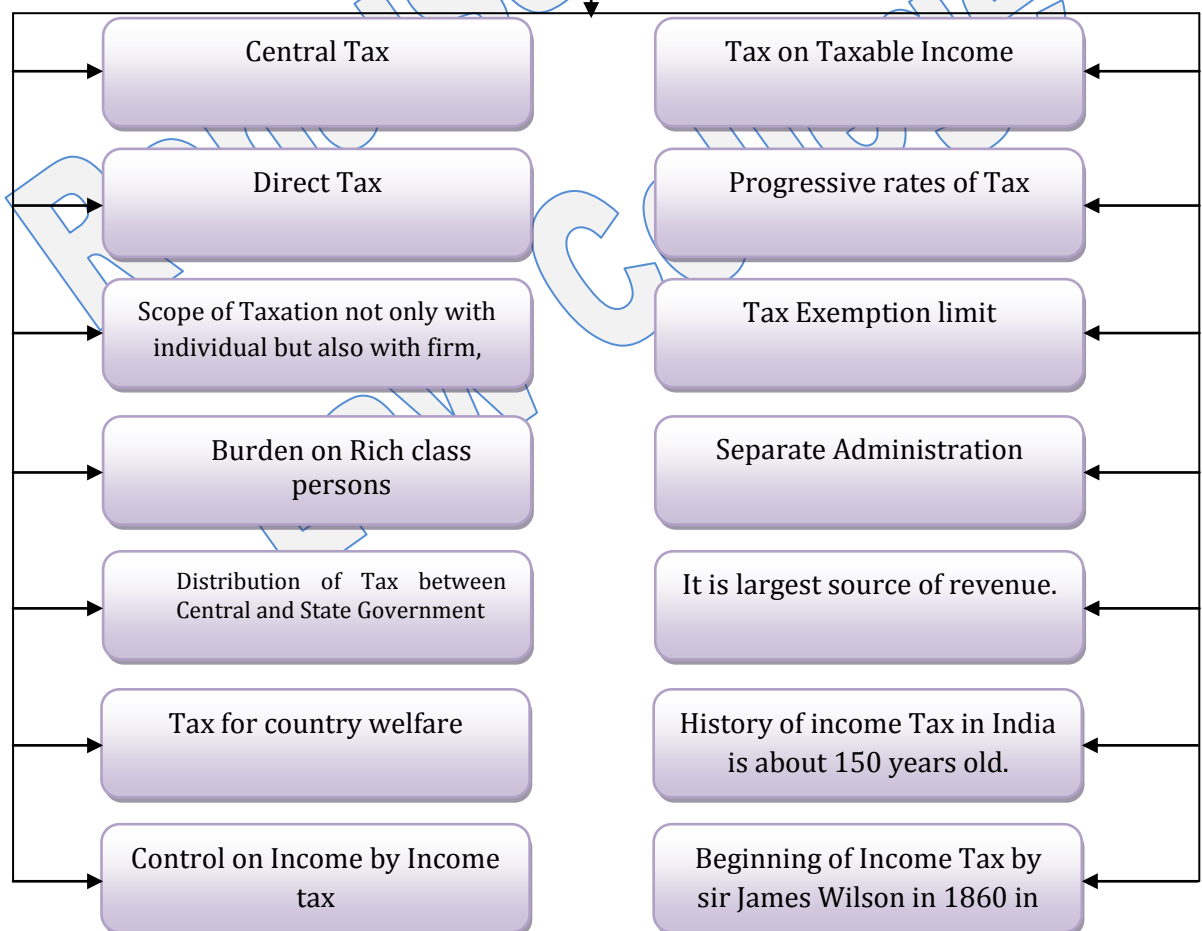 Central Tax
Tax on Taxable Income
Direct Tax
Progressive rates of Tax
Scope of Taxation not only with
individual but also with firm,
Tax Exemption limit
Burden on Rich class
persons
Separate Administration
Distribution of Tax between
Central and State Government
It is largest source of revenue.
Tax for country welfare
History of income Tax in India
is about 150 years old.
Control on Income by Income
tax
Beginning of Income Tax by
sir James Wilson in 1860 in